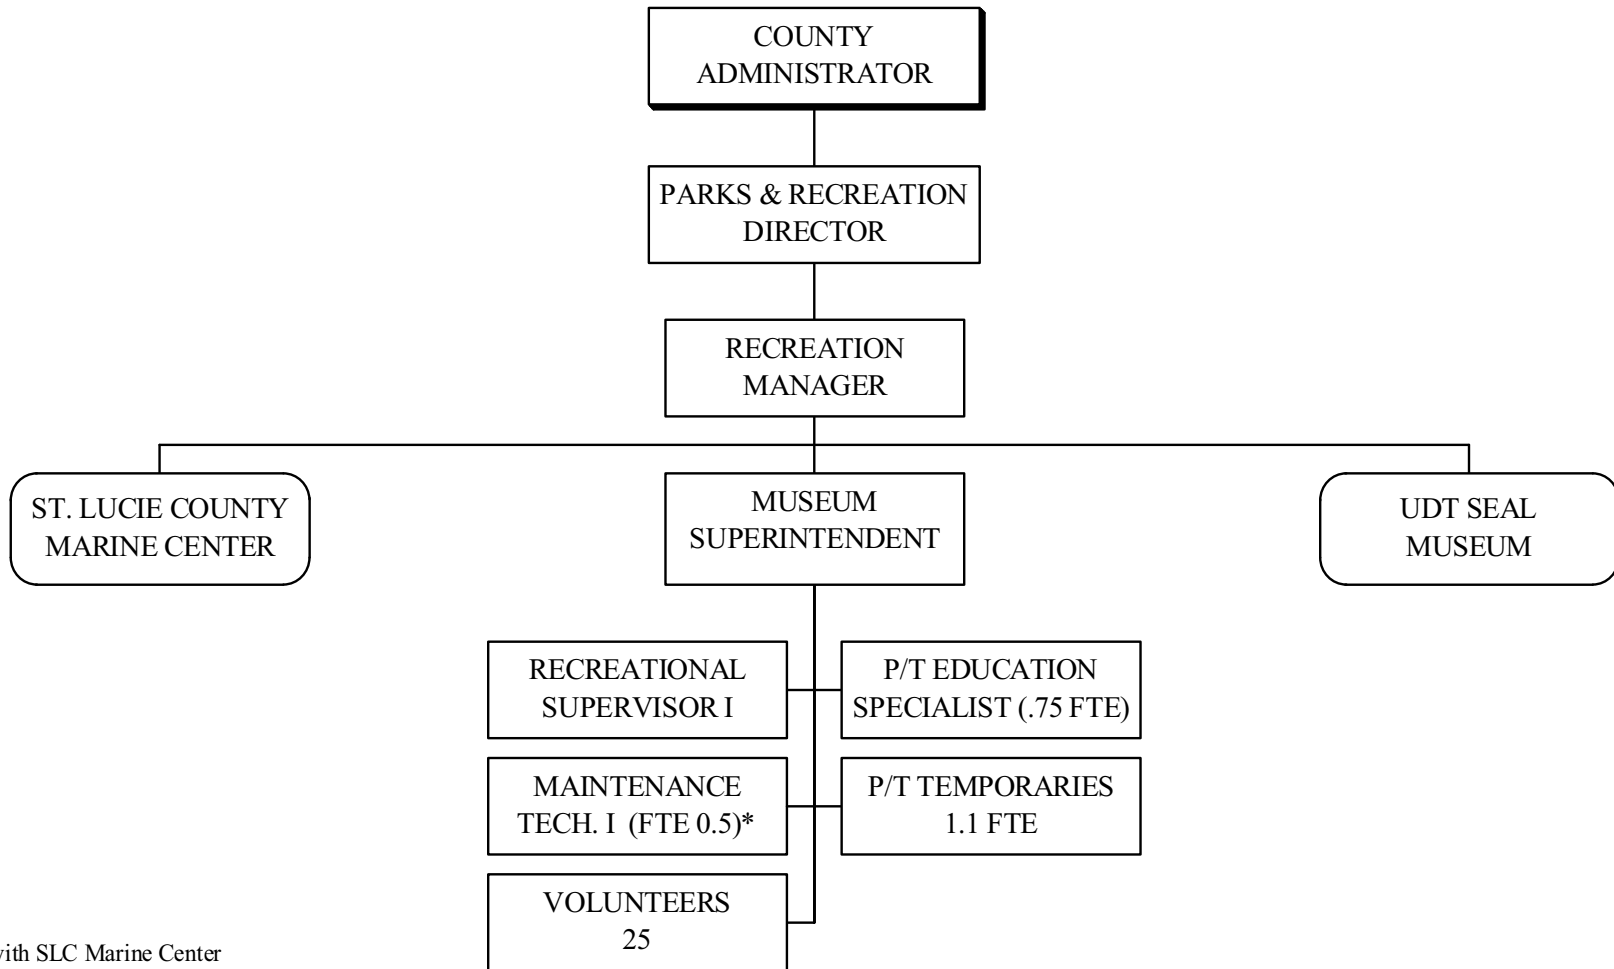 COUNTY
ADMINISTRATOR
PARKS & RECREATION
DIRECTOR
RECREATION
MANAGER
ST. LUCIE COUNTY
MARINE CENTER
MUSEUM
SUPERINTENDENT
UDT SEAL
MUSEUM
RECREATIONAL
SUPERVISOR I
P/T EDUCATION
SPECIALIST (.75 FTE)
MAINTENANCE
TECH. I (FTE 0.5)*
P/T TEMPORARIES
1.1 FTE
VOLUNTEERS
25
with SLC Marine Center